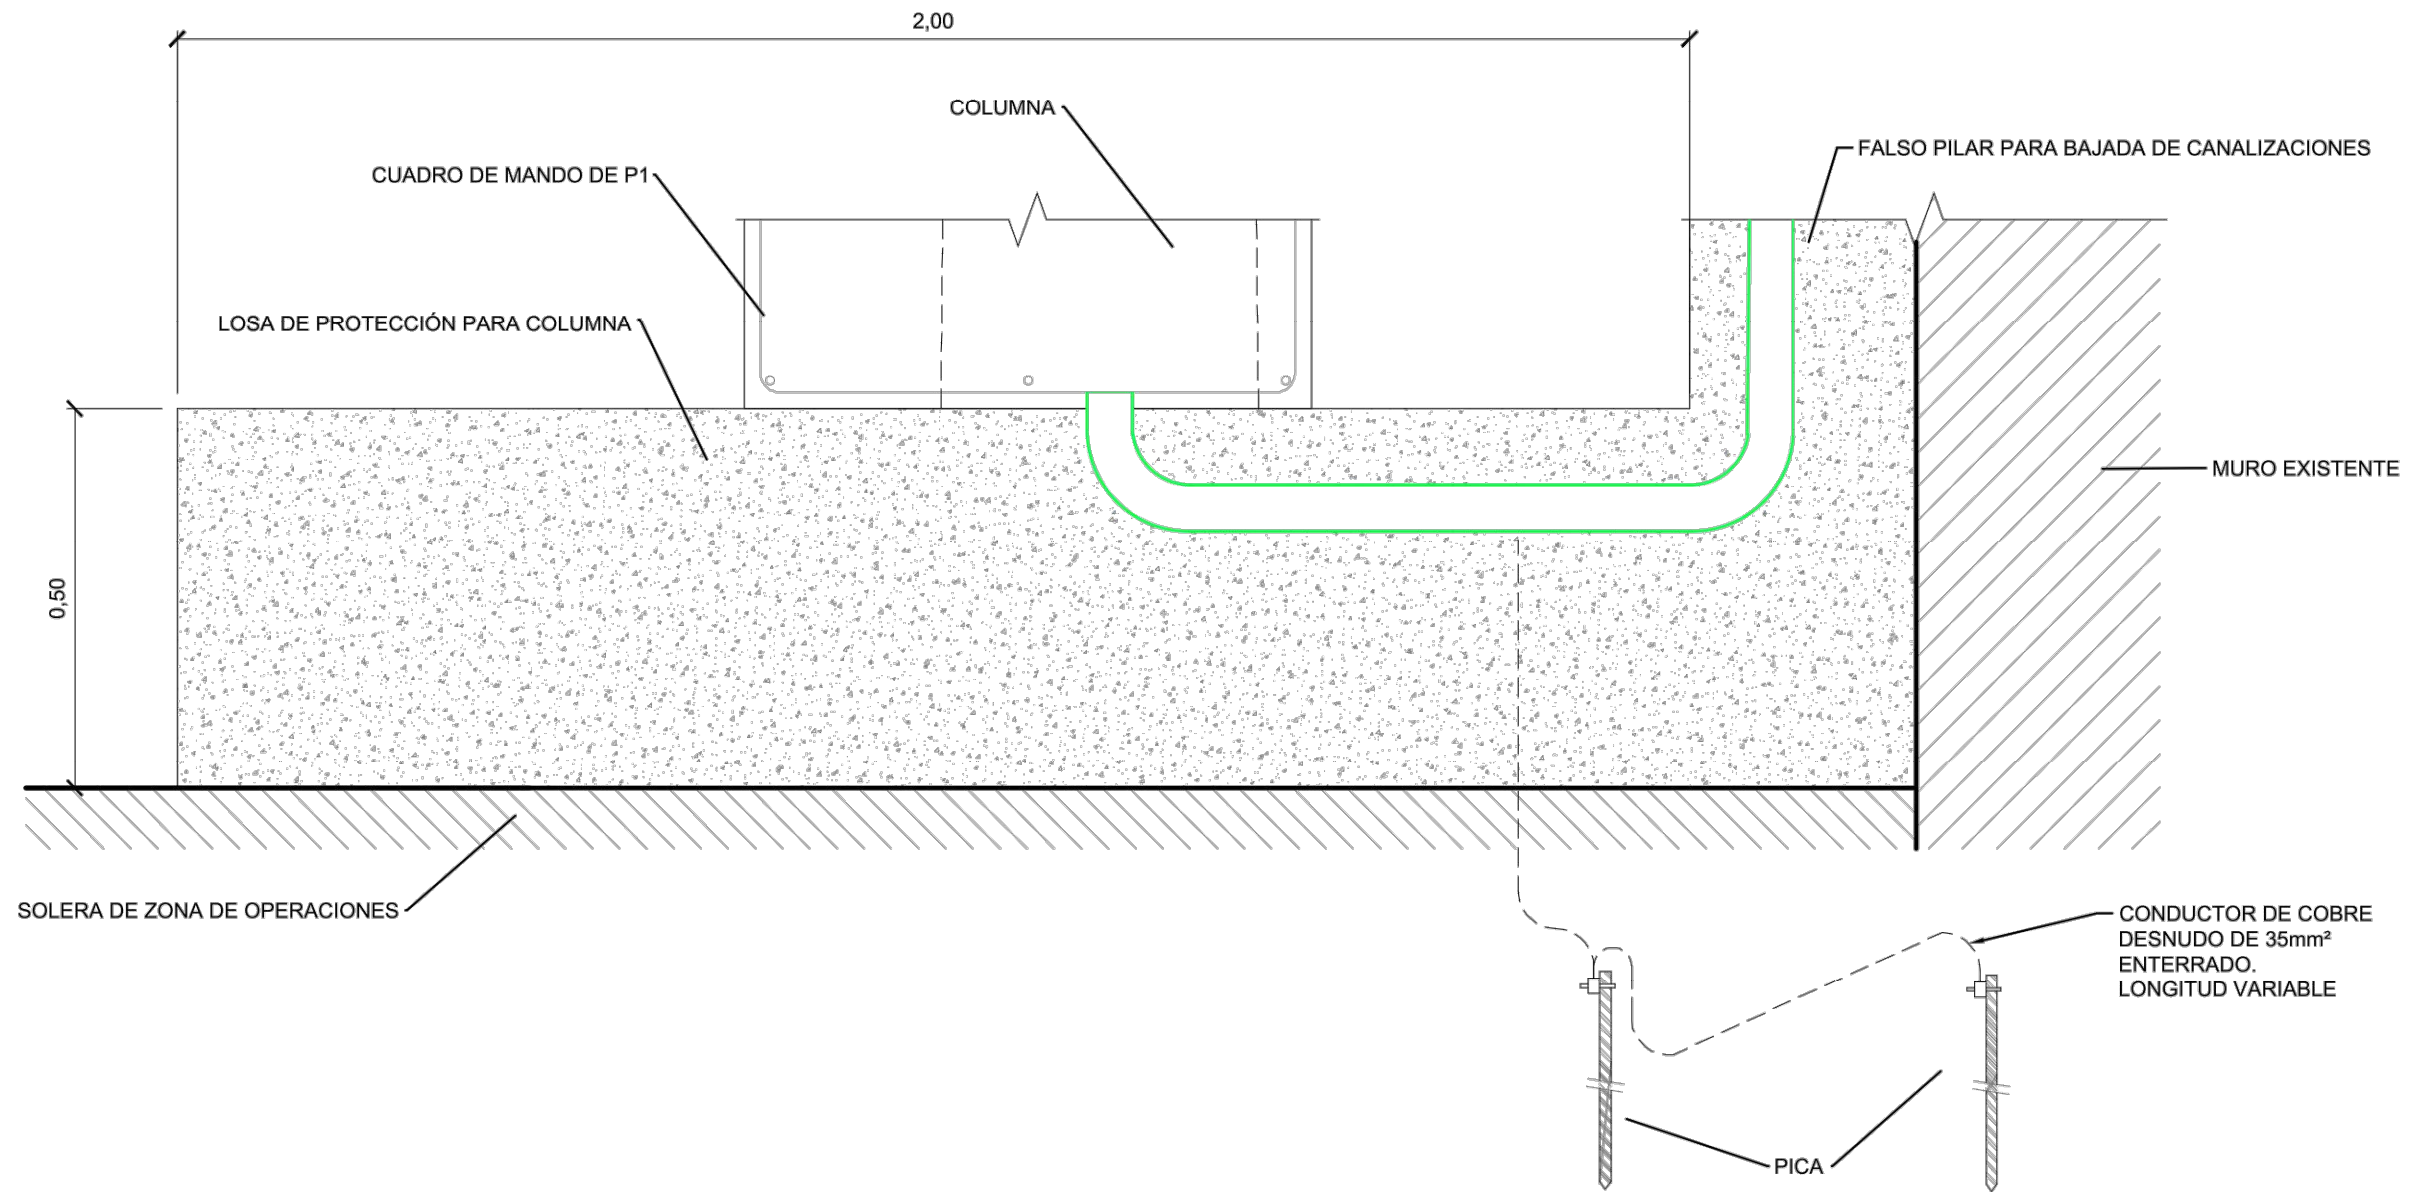 2,00
COLUMNA
FALSO PILAR PARA BAJADA DE CANALIZACIONES
CUADRO DE MANDO DE P1
LOSA DE PROTECCIÓN PARA COLUMNA
MURO EXISTENTE
0,50
SOLERA DE ZONA DE OPERACIONES
CONDUCTOR DE COBRE
DESNUDO DE 35mm²
ENTERRADO.
LONGITUD VARIABLE
PICA